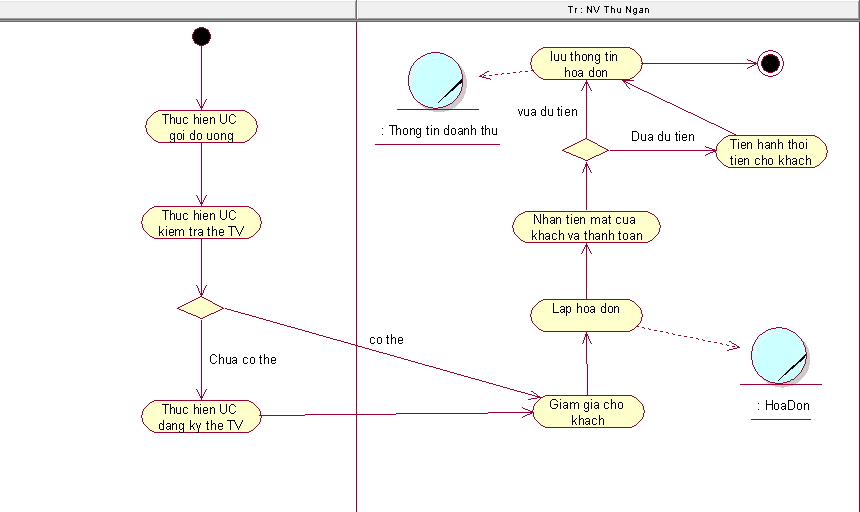 Tr : NV Thu Ngan
Thuc hien UC
goi do uong
Thuc hien UC
kiem tra the TV
Chua co the
co the
Thuc hien UC
dang ky the TV
luu thong tin
hoa don
: Thong tin doanh thu
vua du tien
Dua du tien
Tien hanh thoi
tien cho khach
Nhan tien mat cua
khach va thanh toan
Lap hoa don
: HoaDon
Giam gia cho
khach